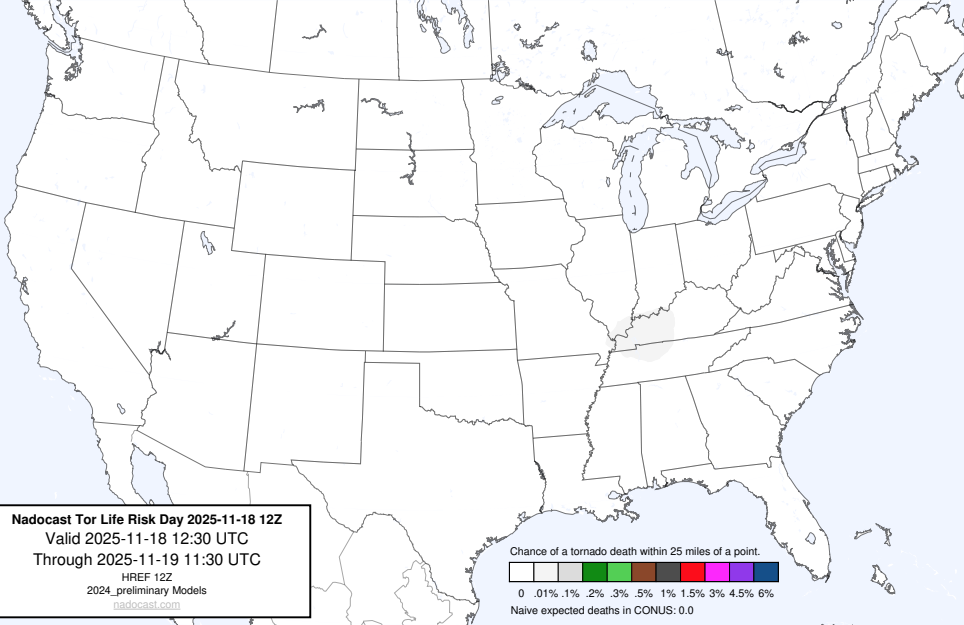 Nadocast Tor Life Risk Day 2025-11-18 12Z
Valid 2025-11-18 12:30 UTC
Through 2025-11-19 11:30 UTC
HREF 12Z
2024_preliminary Models
nadocast.com
Chance of a tornado death within 25 miles of a point.
0 .01% .1% .2% .3% .5% 1% 1.5% 3% 4.5% 6%
Naive expected deaths in CONUS: 0.0